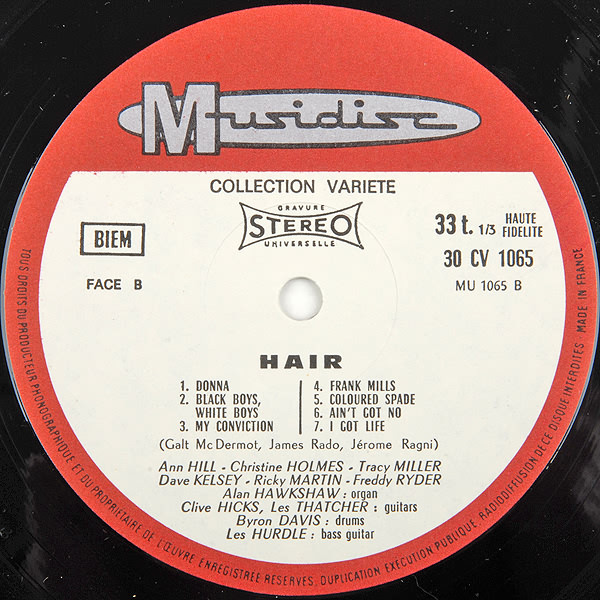 Musidisc
COLLECTION VARIETE
GRAVURE
STEREO
UNIVERSELLE
BIEM
33 t. 1/3 HAUTE FIDELITE
30 CV 1065
FACE B
MU 1065 B
HAIR
1. DONNA
2. BLACK BOYS,
WHITE BOYS
3. MY CONVICTION
4. FRANK MILLS
5. COLOURED SPADE
6. AIN'T GOT NO
7. I GOT LIFE
(Galt Mc Dermot, James Rado, Jérome Ragni)
Ann HILL - Christine HOLMES - Tracy MILLER
Dave KELSEY - Ricky MARTIN - Freddy RYDER
Alan HAWKSHAW : organ
Clive HICKS, Les THATCHER : guitars
Byron DAVIS : drums
Les HURDLE : bass guitar
TOUS DROITS DU PRODUCTEUR PHONOGRAPHIQUE ET DU PROPRIETAIRE DE L'ŒUVRE ENREGISTREE RESERVES, DUPLICATION EXECUTION PUBLIQUE, RADIODIFFUSION DE CE DISQUE INTERDITES - MADE IN FRANCE